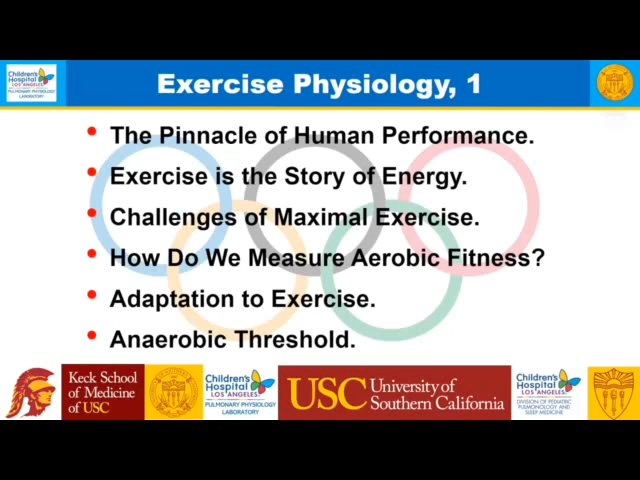 Children's
Hospital
LOS ANGELES
PULMONARY PHYSIOLOGY
LABORATORY
Exercise Physiology, 1
• The Pinnacle of Human Performance.
• Exercise is the Story of Energy.
• Challenges of Maximal Exercise.
• How Do We Measure Aerobic Fitness?
• Adaptation to Exercise.
• Anaerobic Threshold.
Keck School
of Medicine
of USC
Children's
Hospital
LOS ANGELES
PULMONARY PHYSIOLOGY
LABORATORY
USC University of
Southern California
Children's
Hospital
LOS ANGELES
DIVISION OF PEDIATRIC
PULMONOLOGY AND
SLEEP MEDICINE